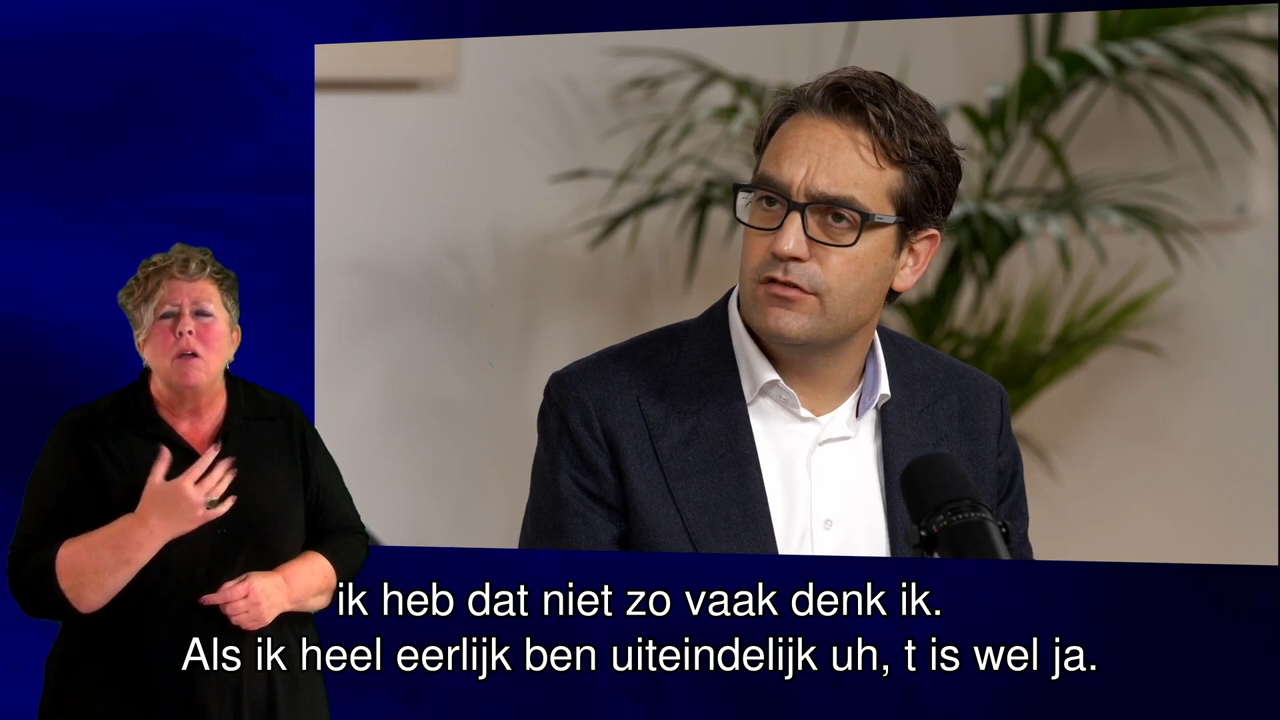 ik heb dat niet zo vaak denk ik.
Als ik heel eerlijk ben uiteindelijk uh, t is wel ja.